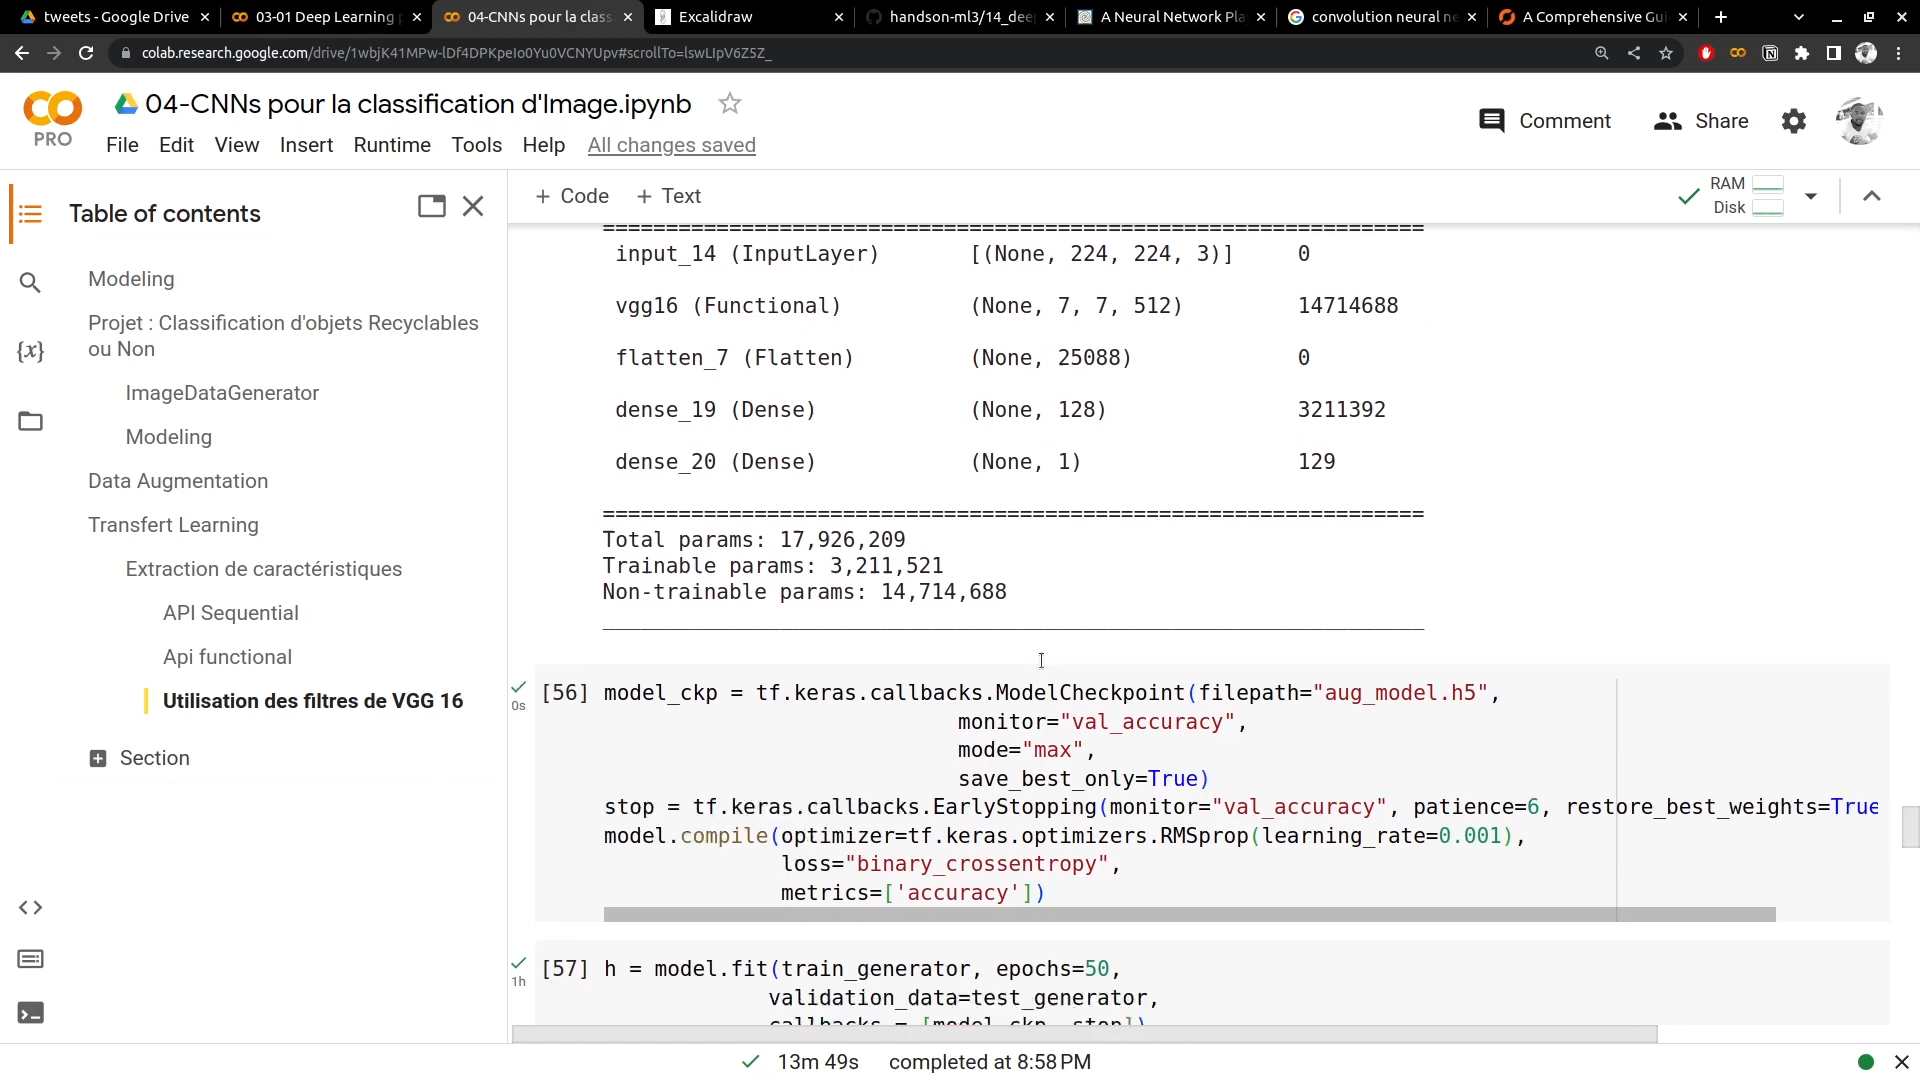 tweets - Google Drive
03-01 Deep Learning
04-CNNs pour la clas
Excalidraw
handson-ml3/14_dee
A Neural Network Pla
convolution neural ne
A Comprehensive Gui
colab.research.google.com/drive/1wbjK41MPw-lDf4DPKpeIo0Yu0VCNYUpv#scrollTo=lswLIpV6Z5Z_
PRO
04-CNNs pour la classification d'Image.ipynb
File Edit View Insert Runtime Tools Help All changes saved
Comment
Share
Table of contents
Modeling
Projet : Classification d'objets Recyclables
ou Non
ImageDataGenerator
Modeling
Data Augmentation
Transfert Learning
Extraction de caractéristiques
API Sequential
Api functional
Utilisation des filtres de VGG 16
Section
{x}
<>
+ Code + Text
RAM
Disk
=================================================================
input_14 (InputLayer) [(None, 224, 224, 3)] 0
vgg16 (Functional) (None, 7, 7, 512) 14714688
flatten_7 (Flatten) (None, 25088) 0
dense_19 (Dense) (None, 128) 3211392
dense_20 (Dense) (None, 1) 129
=================================================================
Total params: 17,926,209
Trainable params: 3,211,521
Non-trainable params: 14,714,688
_________________________________________________________________
0s
[56] model_ckp = tf.keras.callbacks.ModelCheckpoint(filepath="aug_model.h5",
monitor="val_accuracy",
mode="max",
save_best_only=True)
stop = tf.keras.callbacks.EarlyStopping(monitor="val_accuracy", patience=6, restore_best_weights=True
model.compile(optimizer=tf.keras.optimizers.RMSprop(learning_rate=0.001),
loss="binary_crossentropy",
metrics=['accuracy'])
1h
[57] h = model.fit(train_generator, epochs=50,
validation_data=test_generator,
callbacks = [model_ckp, stop])
13m 49s completed at 8:58 PM